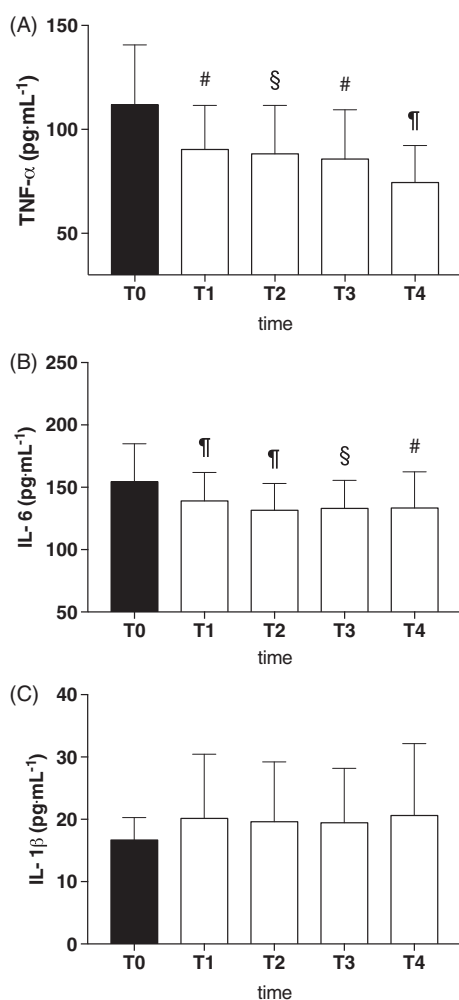 (A)
TNF-α (pg·mL⁻¹)
150
100
50
# § # ¶
T0 T1 T2 T3 T4
time
(B)
IL- 6 (pg·mL⁻¹)
250
200
150
100
50
¶ ¶ § #
T0 T1 T2 T3 T4
time
(C)
IL- 1β (pg·mL⁻¹)
40
30
20
10
0
T0 T1 T2 T3 T4
time